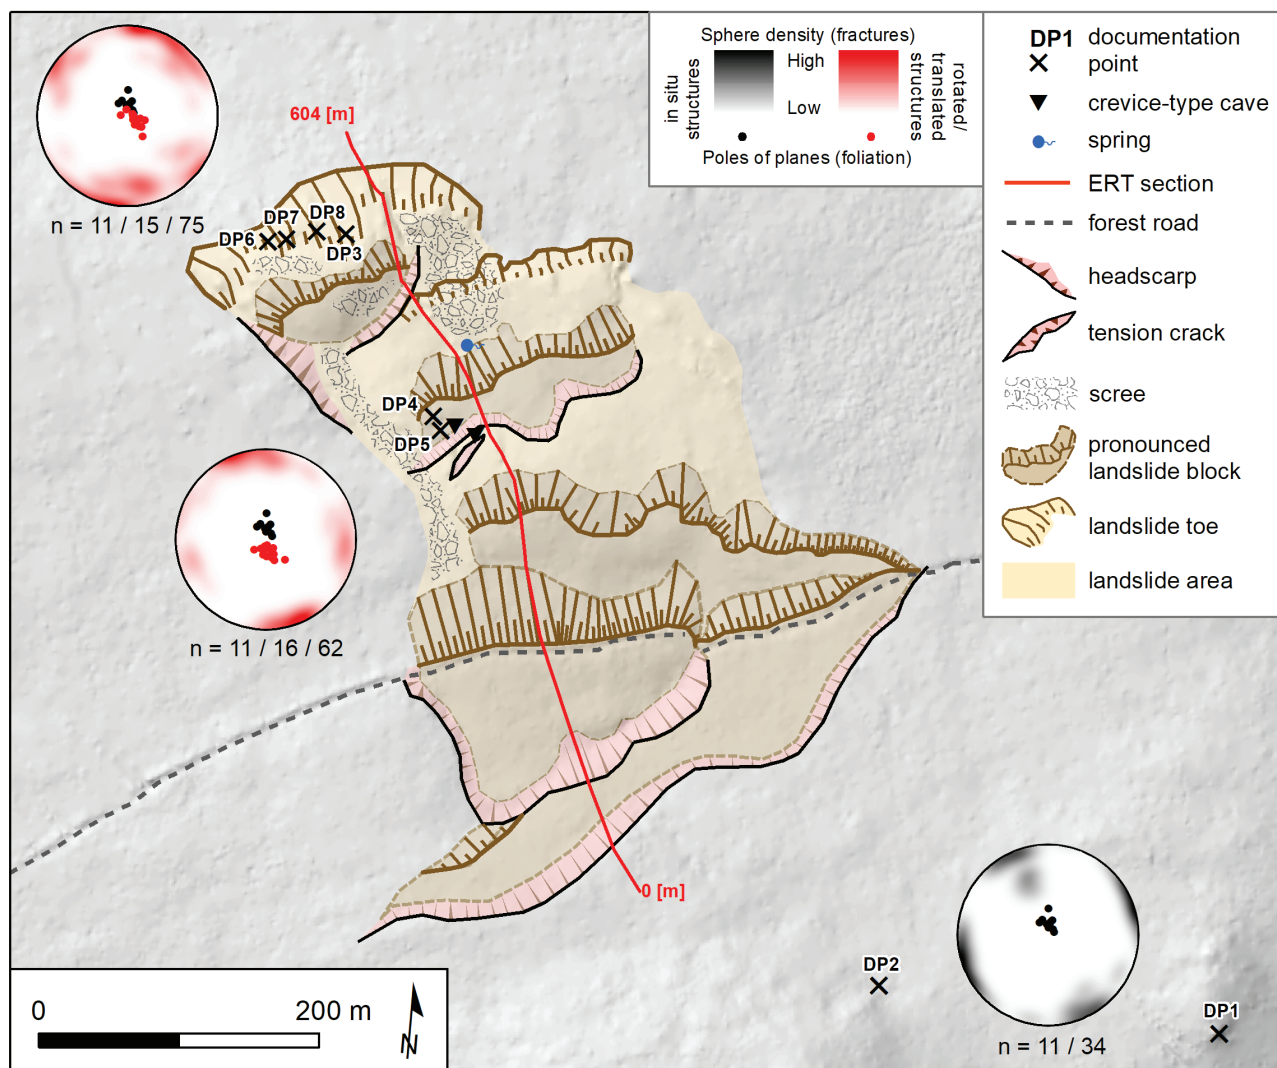 Sphere density (fractures)
High
Low
in situ
structures
rotated/
translated
structures
Poles of planes (foliation)
DP1 documentation
point
crevice-type cave
spring
ERT section
forest road
headscarp
tension crack
scree
pronounced
landslide block
landslide toe
landslide area
604 [m]
n = 11 / 15 / 75
DP6
DP7
DP8
DP3
DP4
DP5
n = 11 / 16 / 62
0 [m]
DP2
DP1
n = 11 / 34
0
200 m
N